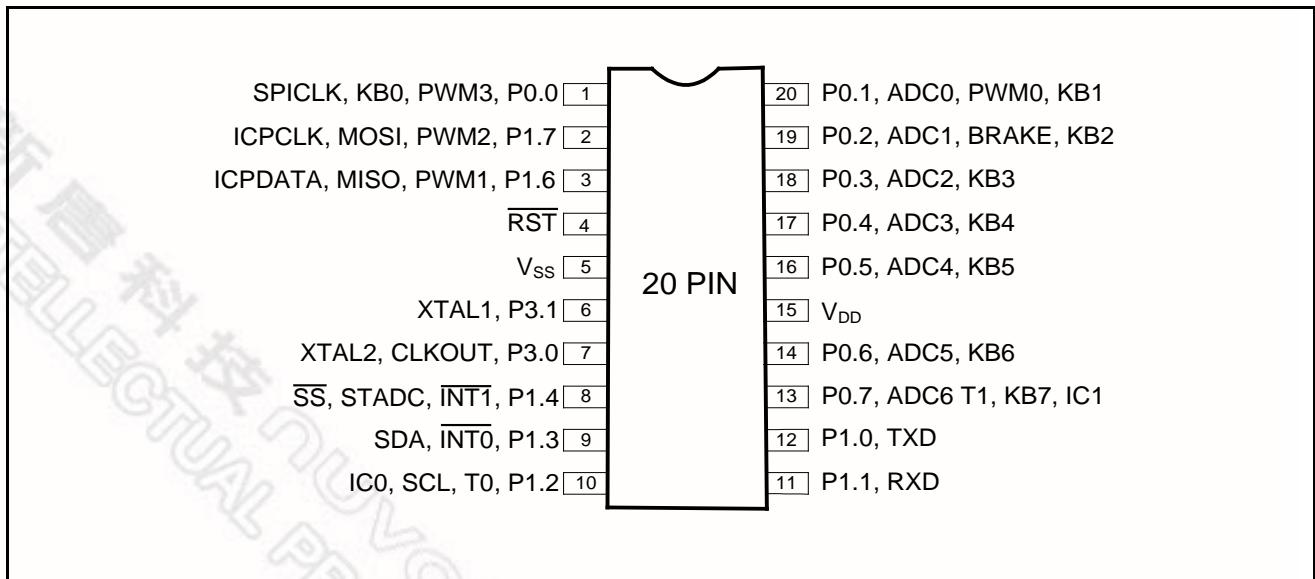 SPICLK, KB0, PWM3, P0.0 1
ICPCLK, MOSI, PWM2, P1.7 2
ICPDATA, MISO, PWM1, P1.6 3
RST 4
VSS 5
XTAL1, P3.1 6
XTAL2, CLKOUT, P3.0 7
SS, STADC, INT1, P1.4 8
SDA, INT0, P1.3 9
IC0, SCL, T0, P1.2 10
20 PIN
20 P0.1, ADC0, PWM0, KB1
19 P0.2, ADC1, BRAKE, KB2
18 P0.3, ADC2, KB3
17 P0.4, ADC3, KB4
16 P0.5, ADC4, KB5
15 VDD
14 P0.6, ADC5, KB6
13 P0.7, ADC6 T1, KB7, IC1
12 P1.0, TXD
11 P1.1, RXD
新唐科技 nuvo